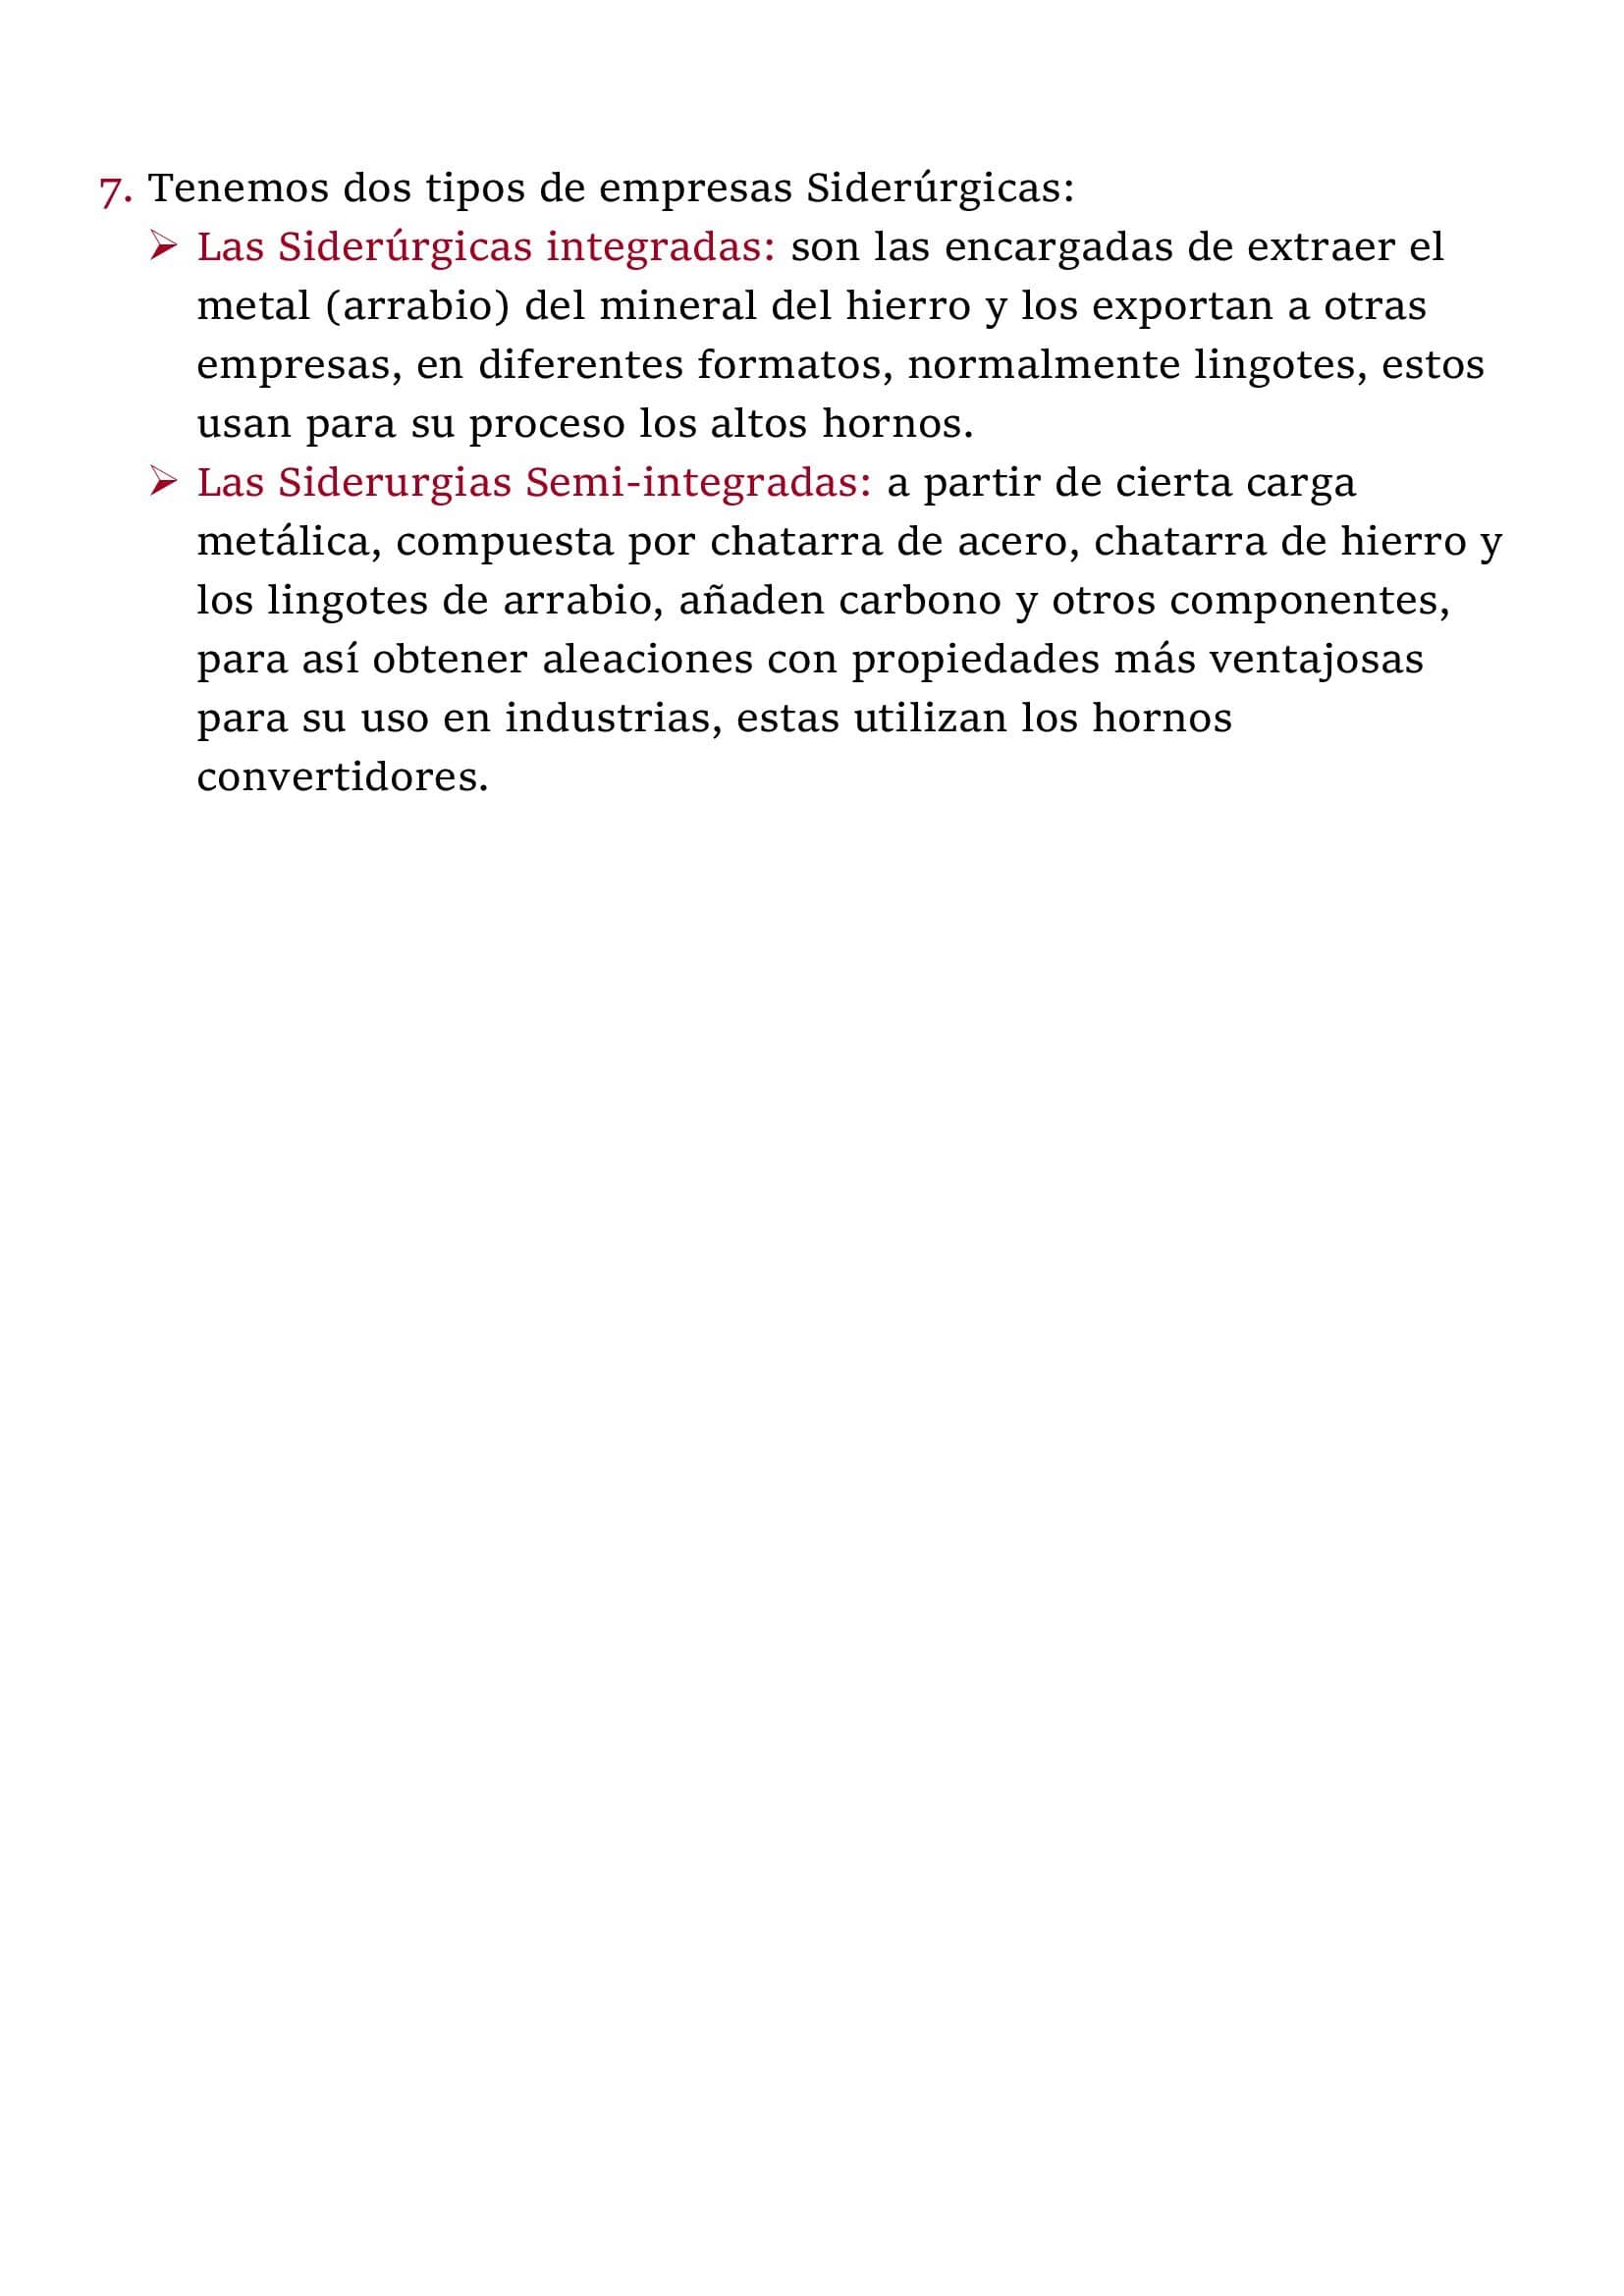 7. Tenemos dos tipos de empresas Siderúrgicas:
➢ Las Siderúrgicas integradas: son las encargadas de extraer el
metal (arrabio) del mineral del hierro y los exportan a otras
empresas, en diferentes formatos, normalmente lingotes, estos
usan para su proceso los altos hornos.
➢ Las Siderurgias Semi-integradas: a partir de cierta carga
metálica, compuesta por chatarra de acero, chatarra de hierro y
los lingotes de arrabio, añaden carbono y otros componentes,
para así obtener aleaciones con propiedades más ventajosas
para su uso en industrias, estas utilizan los hornos
convertidores.